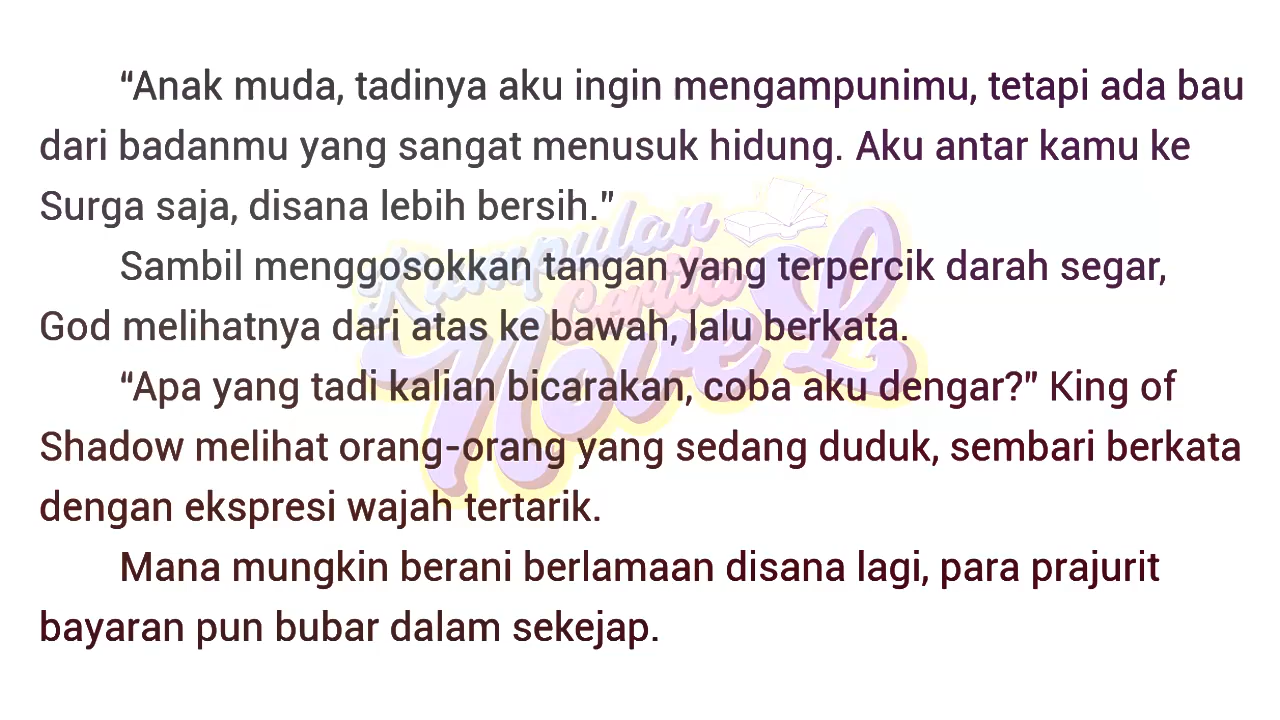 “Anak muda, tadinya aku ingin mengampunimu, tetapi ada bau
dari badanmu yang sangat menusuk hidung. Aku antar kamu ke
Surga saja, disana lebih bersih.”
Sambil menggosokkan tangan yang terpercik darah segar,
God melihatnya dari atas ke bawah, lalu berkata.
“Apa yang tadi kalian bicarakan, coba aku dengar?” King of
Shadow melihat orang-orang yang sedang duduk, sembari berkata
dengan ekspresi wajah tertarik.
Mana mungkin berani berlamaan disana lagi, para prajurit
bayaran pun bubar dalam sekejap.
Kumpulan
Cerita
NoveL